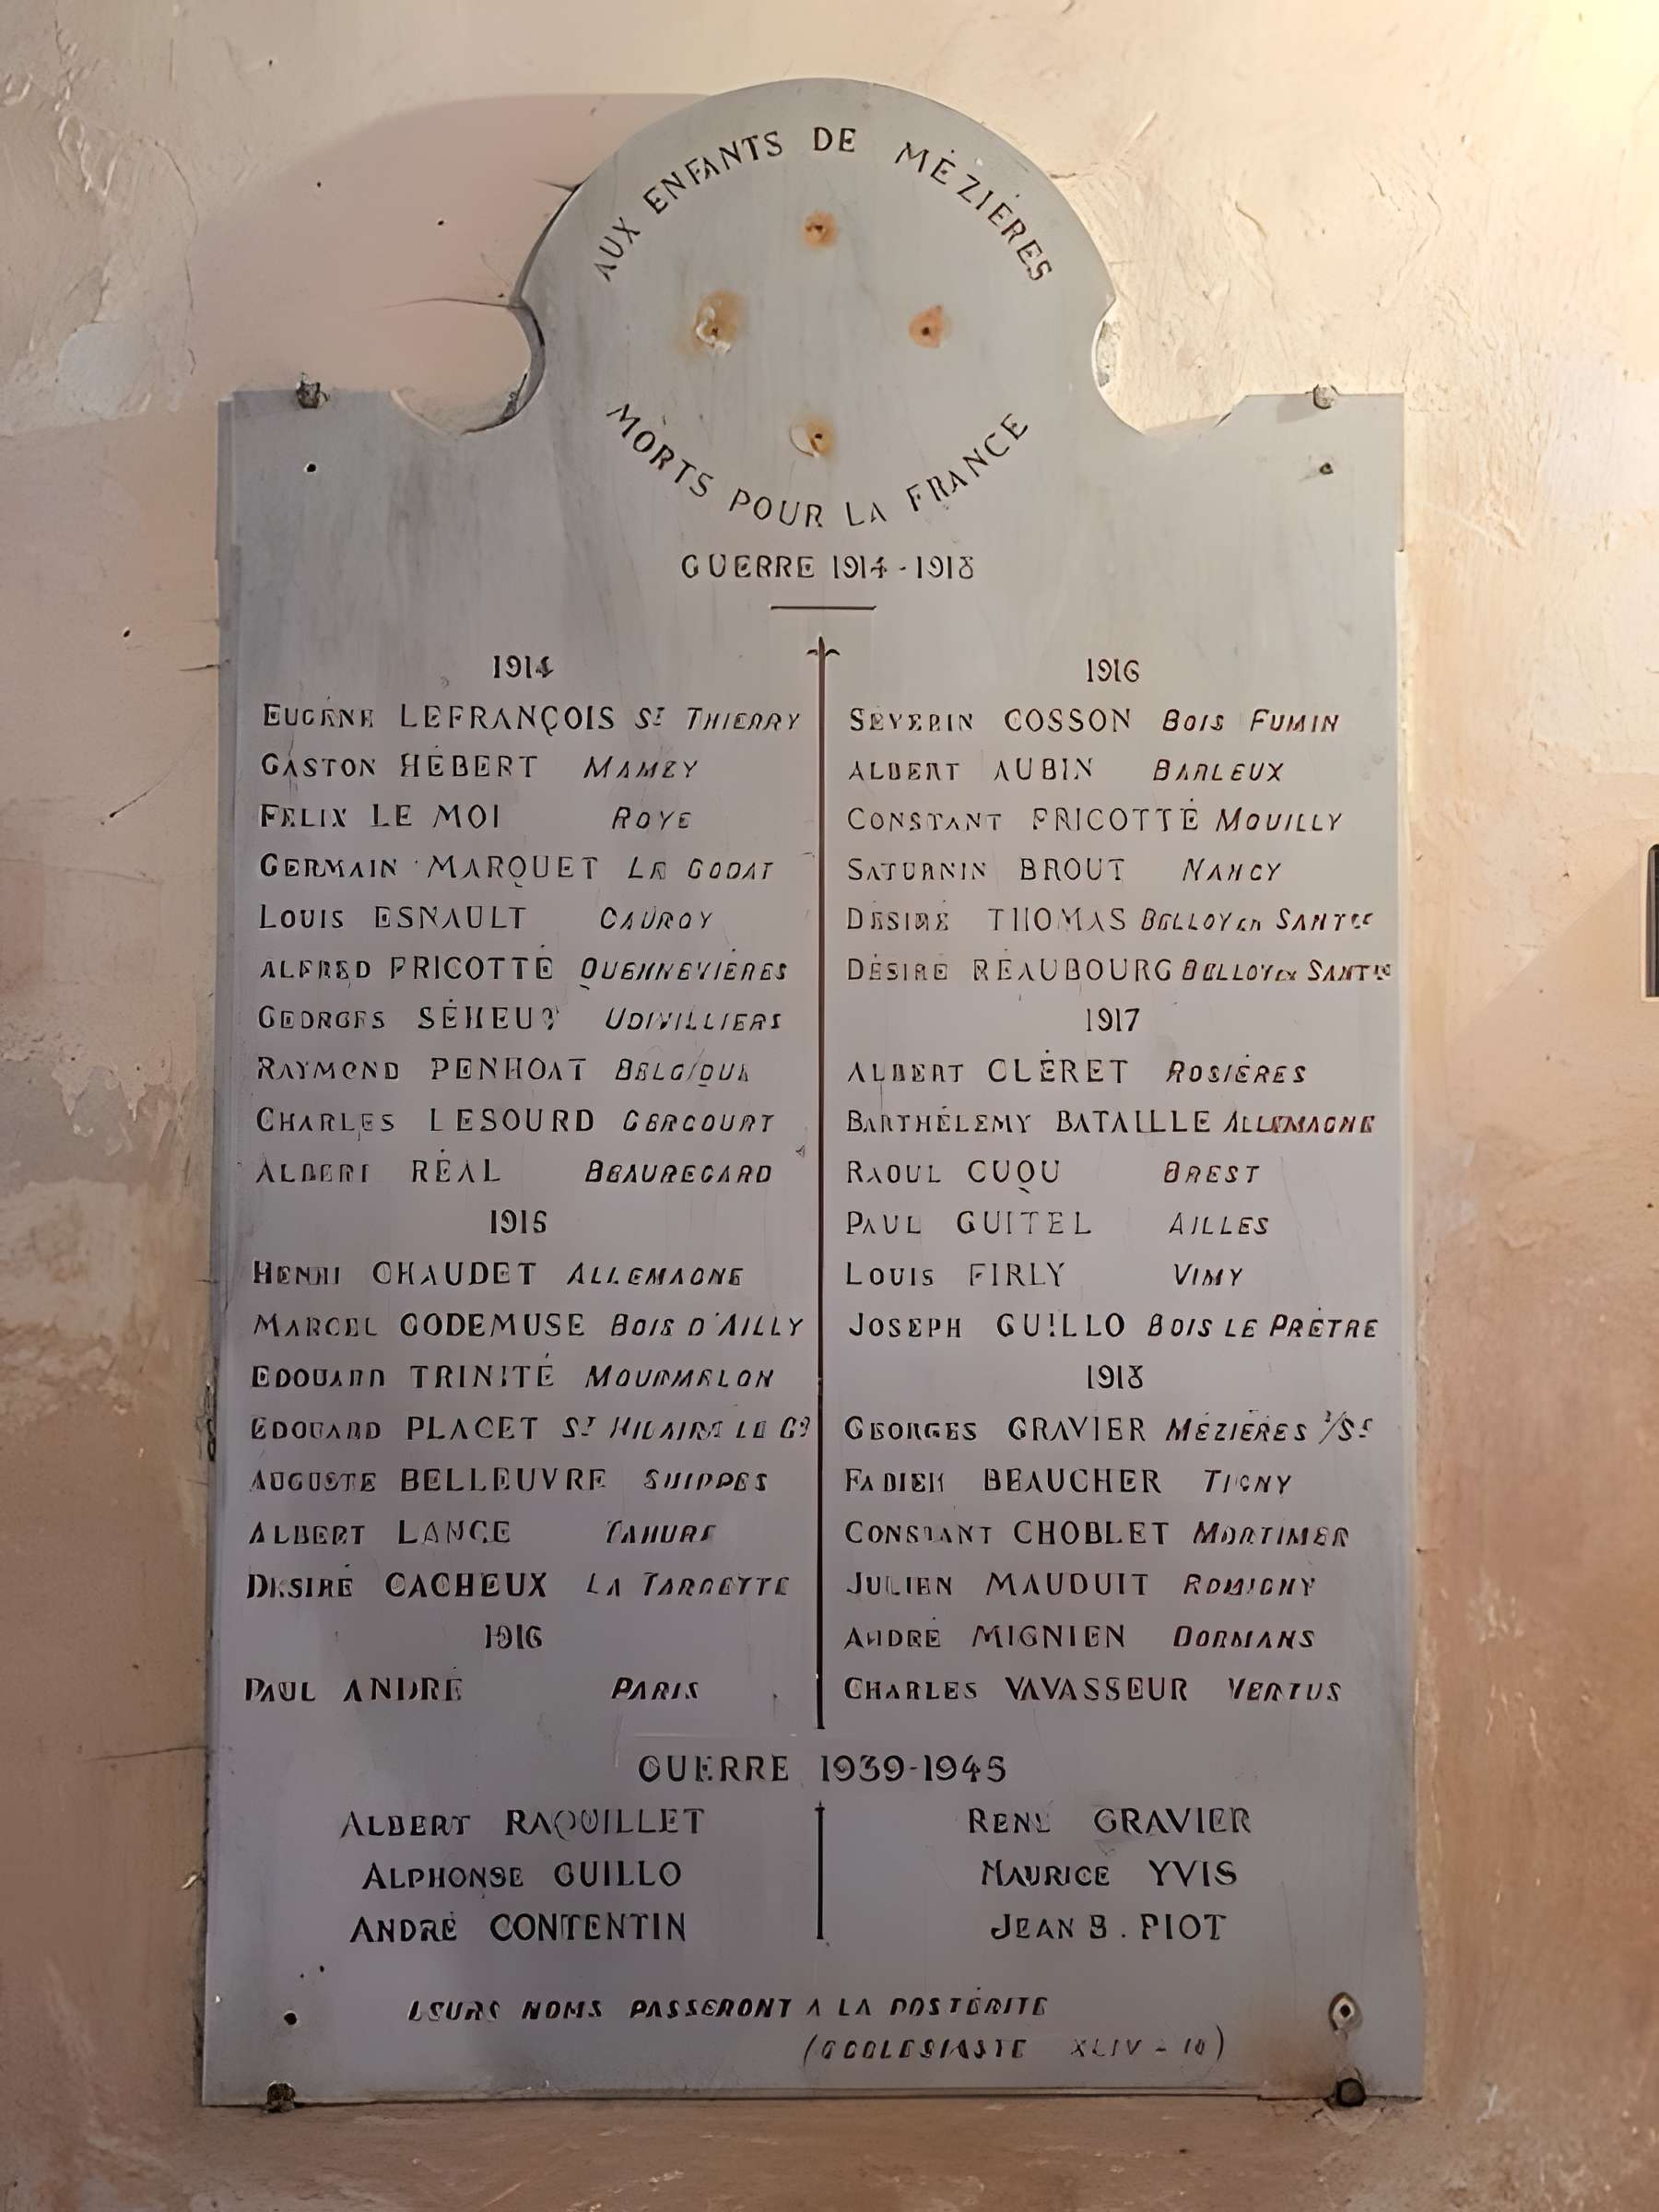 AUX ENFANTS DE MÉZIÈRES
MORTS POUR LA FRANCE
GUERRE 1914-1918
1914
EUGÈNE LEFRANÇOIS ST THIERRY
GASTON HÉBERT MAMEY
FELIX LE MOI ROYE
GERMAIN MARQUET LE GODAT
LOUIS ESNAULT CAUROY
ALFRED FRICOTTÉ QUENNEVIÈRES
GEORGES
RAYMOND PENHOAT BELGIQUE
CHARLES LESOURD GERCOURT
ALBERT RÉAL BEAUREGARD
1915
HENRI CHAUDET ALLEMAGNE
MARCEL GODEMUSE BOIS D'AILLY
EDOUARD TRINITÉ MOURMELON
EDOUARD PLACET ST HILAIRE LE GD
AUGUSTE BELLEUVRE SUIPPES
ALBERT LANCE TAHURE
DESIRÉ CACHEUX LA TARGETTE
1916
PAUL ANDRÉ PARIS
1916
SÉVERIN COSSON BOIS FUMIN
ALBERT AUBIN BARLEUX
CONSTANT FRICOTTÉ MOUILLY
SATURNIN BROUT NANCY
DÉSIRÉ THOMAS BELLOY EN SANTRE
DÉSIRÉ RÉAUBOURG BELLOY EN SANTRE
1917
ALBERT CLÉRET ROSIÈRES
BARTHÉLEMY BATAILLE ALLEMAGNE
RAOUL CUQU BREST
PAUL GUITEL AILLES
LOUIS FIRLY VIMY
JOSEPH GUILLO BOIS LE PRÊTRE
1918
GEORGES GRAVIER MÉZIÈRES
FABIEN BEAUCHER TIGNY
CONSTANT CHOBLET MORTIMER
JULIEN MAUDUIT ROMIGNY
ANDRÉ MIGNIEN DORMANS
CHARLES VAVASSEUR VERTUS
GUERRE 1939-1945
ALBERT RAQUILLET
ALPHONSE GUILLO
ANDRÉ CONTENTIN
RENÉ GRAVIER
MAURICE YVIS
JEAN B. PIOT
LEURS NOMS PASSERONT A LA POSTÉRITÉ
(ECCLESIASTE XLIV - 10)